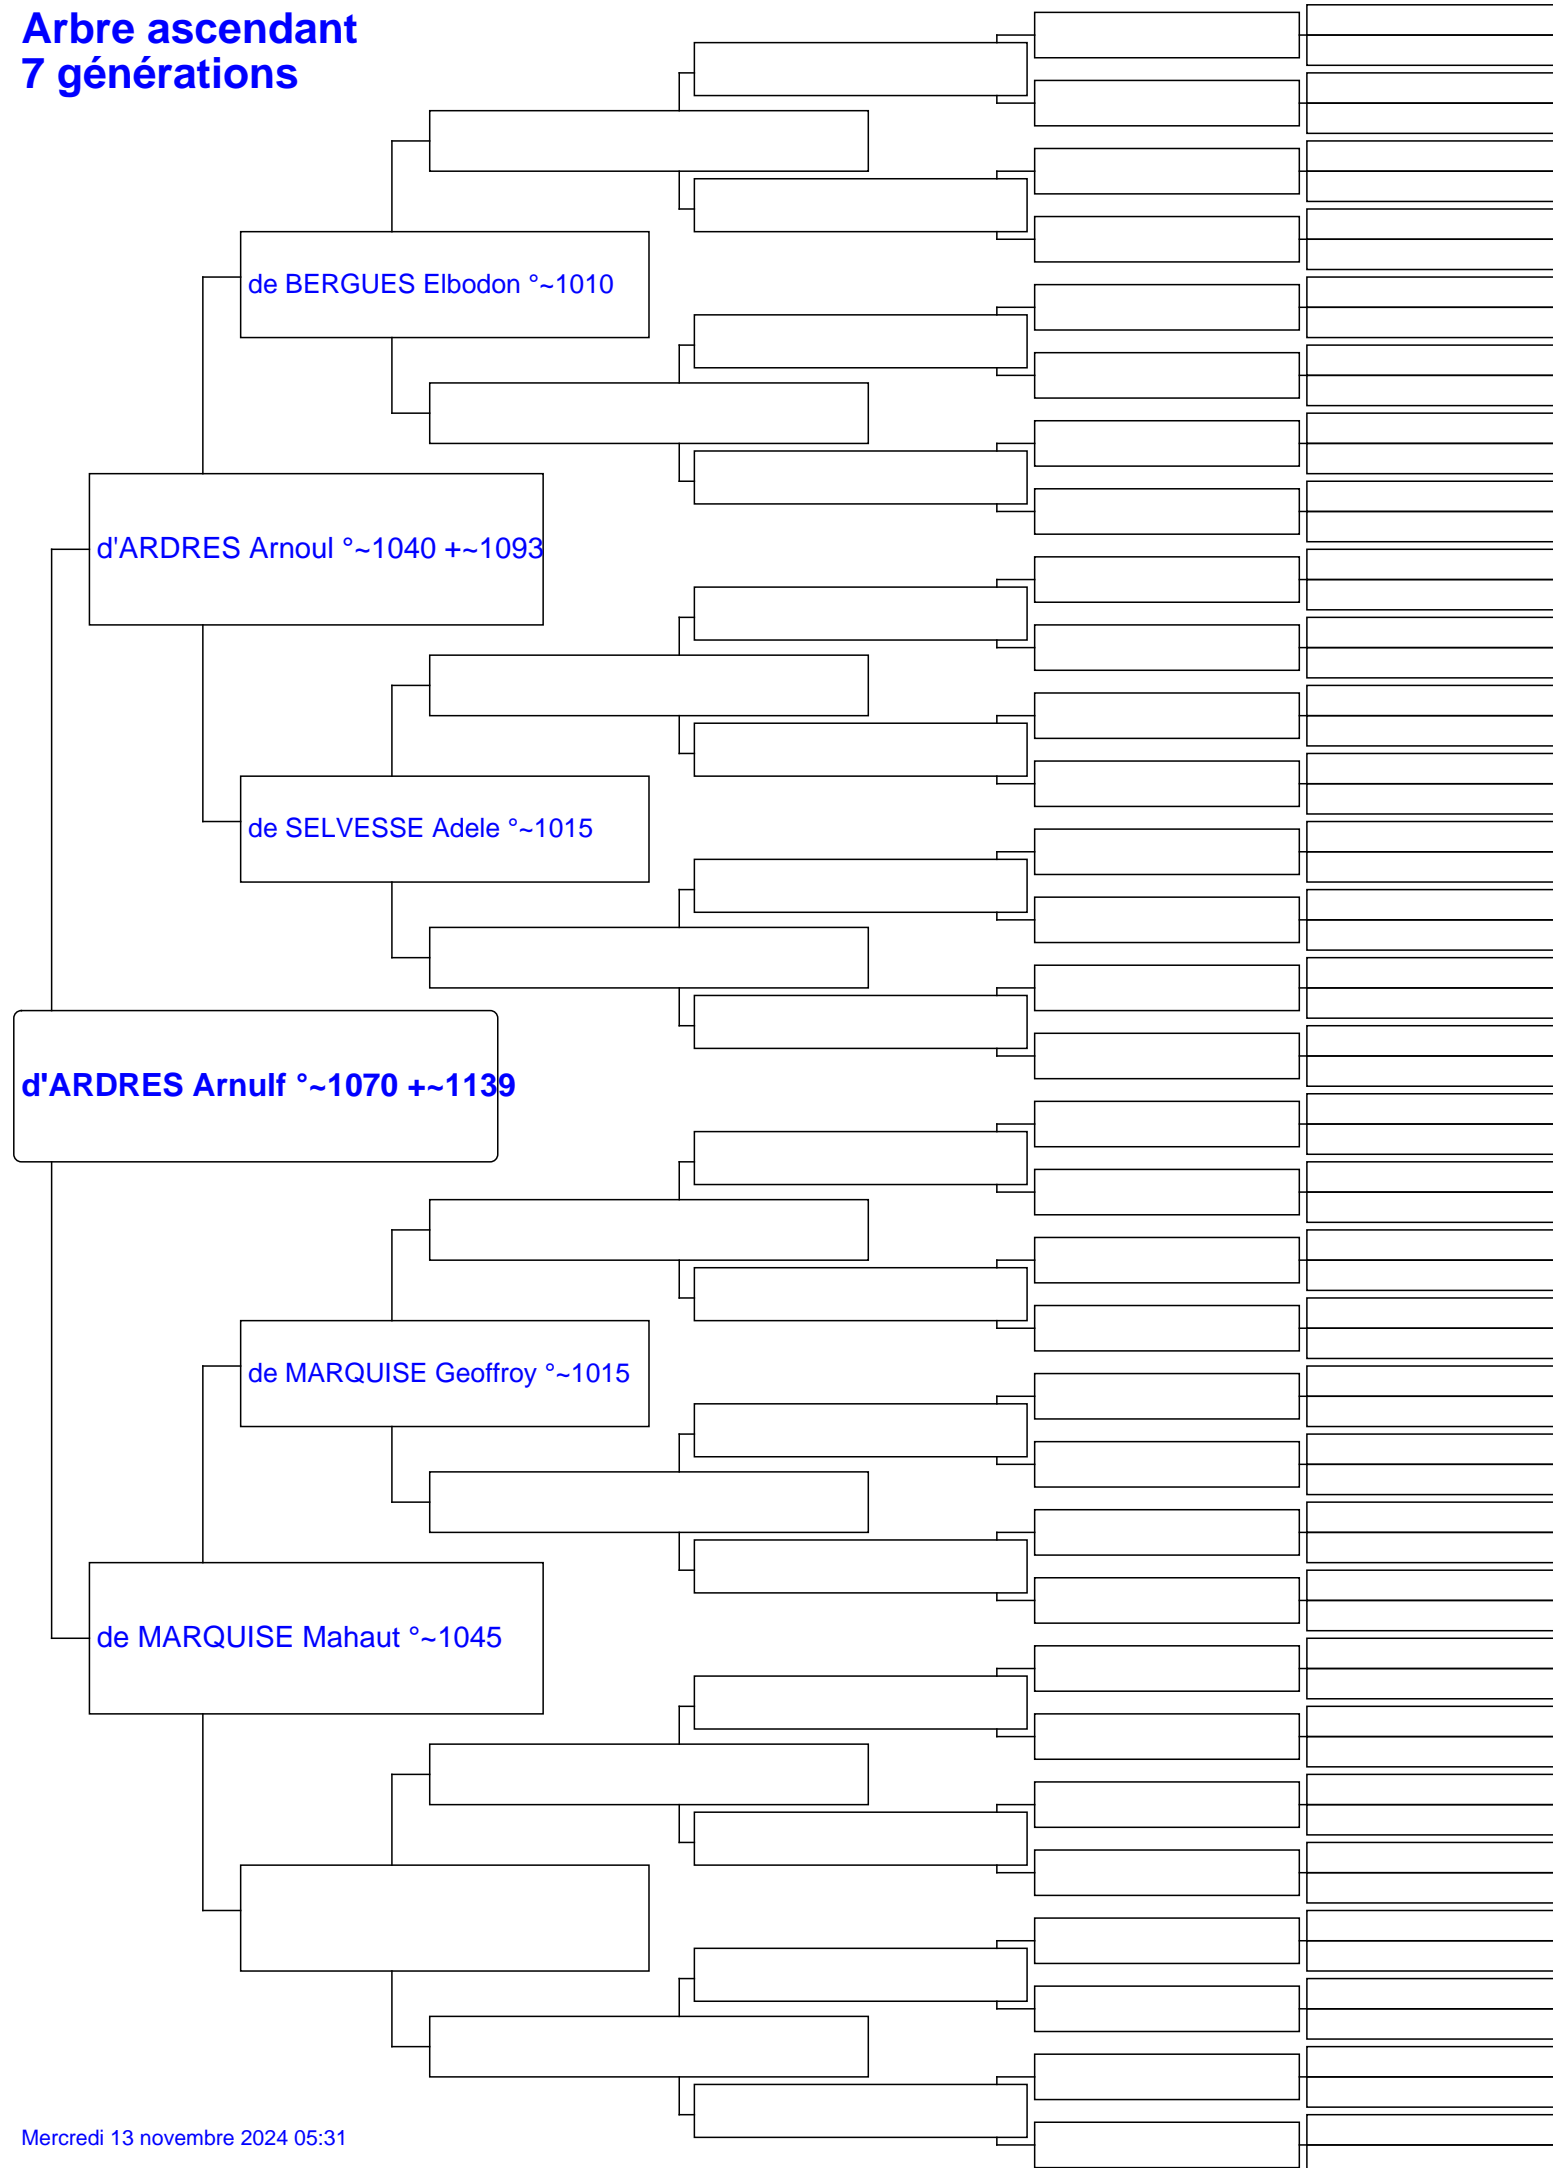 Arbre ascendant
7 générations
de BERGUES Elbodon °~1010
d'ARDRES Arnoul °~1040 +~1093
de SELVESSE Adele °~1015
d'ARDRES Arnulf °~1070 +~1139
de MARQUISE Geoffroy °~1015
de MARQUISE Mahaut °~1045
Mercredi 13 novembre 2024 05:31